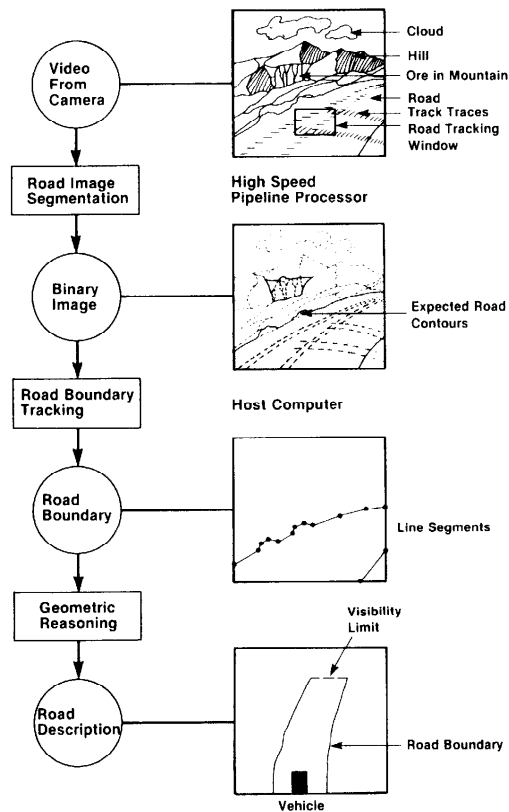 Video
From
Camera
Cloud
Hill
Ore in Mountain
Road
Track Traces
Road Tracking
Window
Road Image
Segmentation
High Speed
Pipeline Processor
Binary
Image
Expected Road
Contours
Road Boundary
Tracking
Host Computer
Road
Boundary
Line Segments
Geometric
Reasoning
Visibility
Limit
Road
Description
Road Boundary
Vehicle